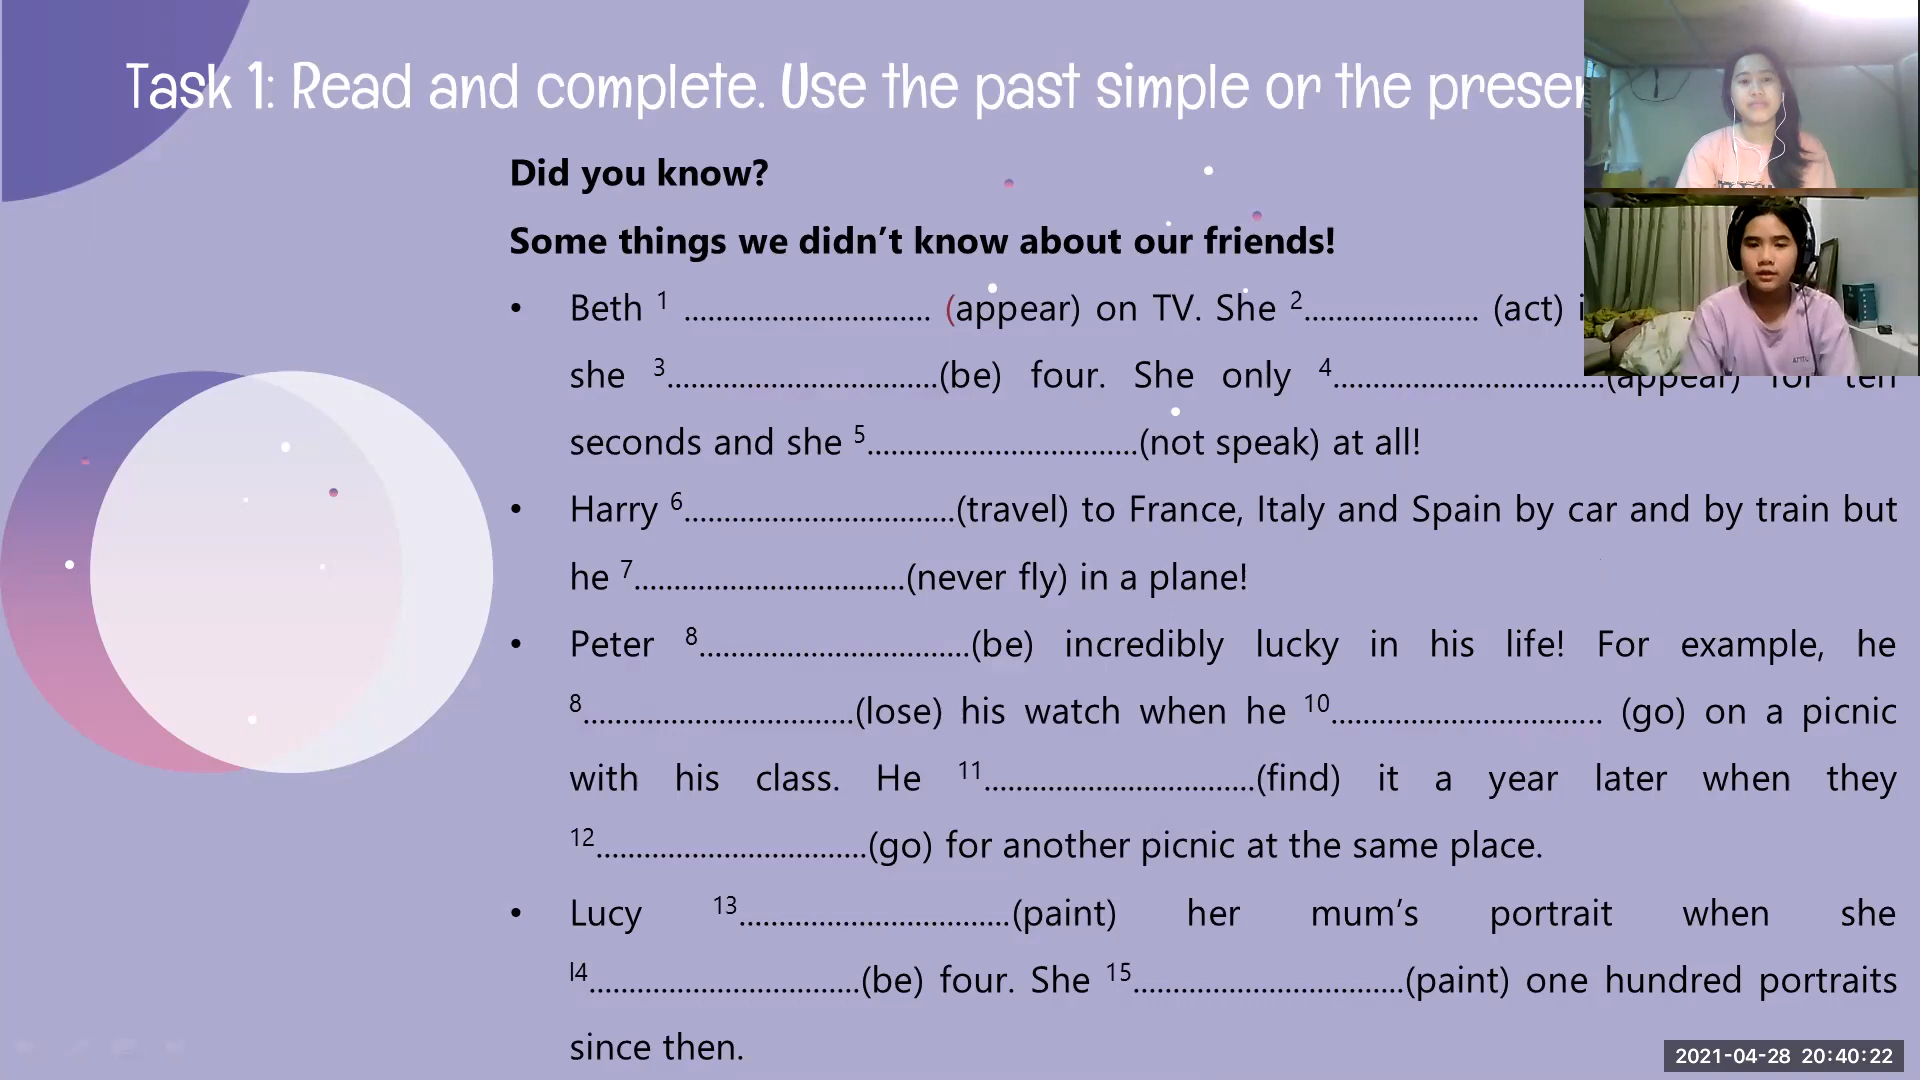 Task 1: Read and complete. Use the past simple or the
Did you know?
Some things we didn’t know about our friends!
• Beth ¹ ............................... (appear) on TV. She ²...................... (act)
she ³..................................(be) four. She only ⁴..................................(appear) for ten
seconds and she ⁵..................................(not speak) at all!
• Harry ⁶..................................(travel) to France, Italy and Spain by car and by train but
he ⁷..................................(never fly) in a plane!
• Peter ⁸..................................(be) incredibly lucky in his life! For example, he
⁸..................................(lose) his watch when he ¹⁰.................................. (go) on a picnic
with his class. He ¹¹..................................(find) it a year later when they
¹²..................................(go) for another picnic at the same place.
• Lucy ¹³..................................(paint) her mum’s portrait when she
ˡ⁴..................................(be) four. She ¹⁵..................................(paint) one hundred portraits
since then.
2021-04-28 20:40:22